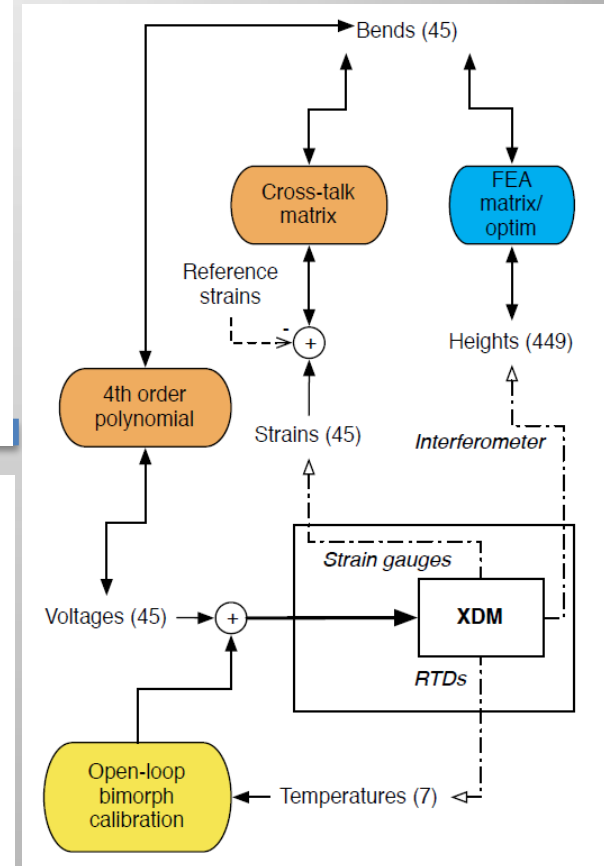 Bends (45)
Cross-talk
matrix
FEA
matrix/
optim
Reference
strains
-
+
Heights (449)
4th order
polynomial
Strains (45)
Interferometer
Strain gauges
Voltages (45)
+
XDM
RTDs
Open-loop
bimorph
calibration
Temperatures (7)